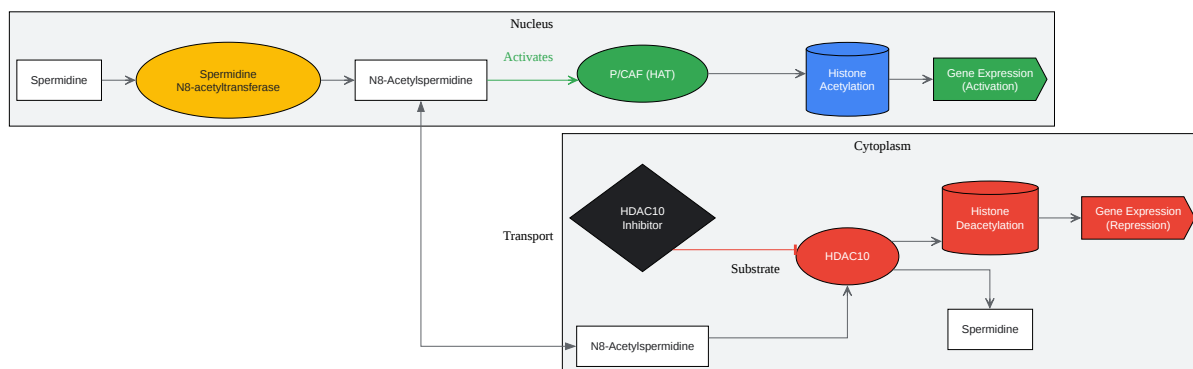 Nucleus
Spermidine
Spermidine
N8-acetyltransferase
N8-Acetylspermidine
Activates
P/CAF (HAT)
Histone
Acetylation
Gene Expression
(Activation)
Transport
Cytoplasm
HDAC10
Inhibitor
Substrate
HDAC10
Histone
Deacetylation
Gene Expression
(Repression)
N8-Acetylspermidine
Spermidine